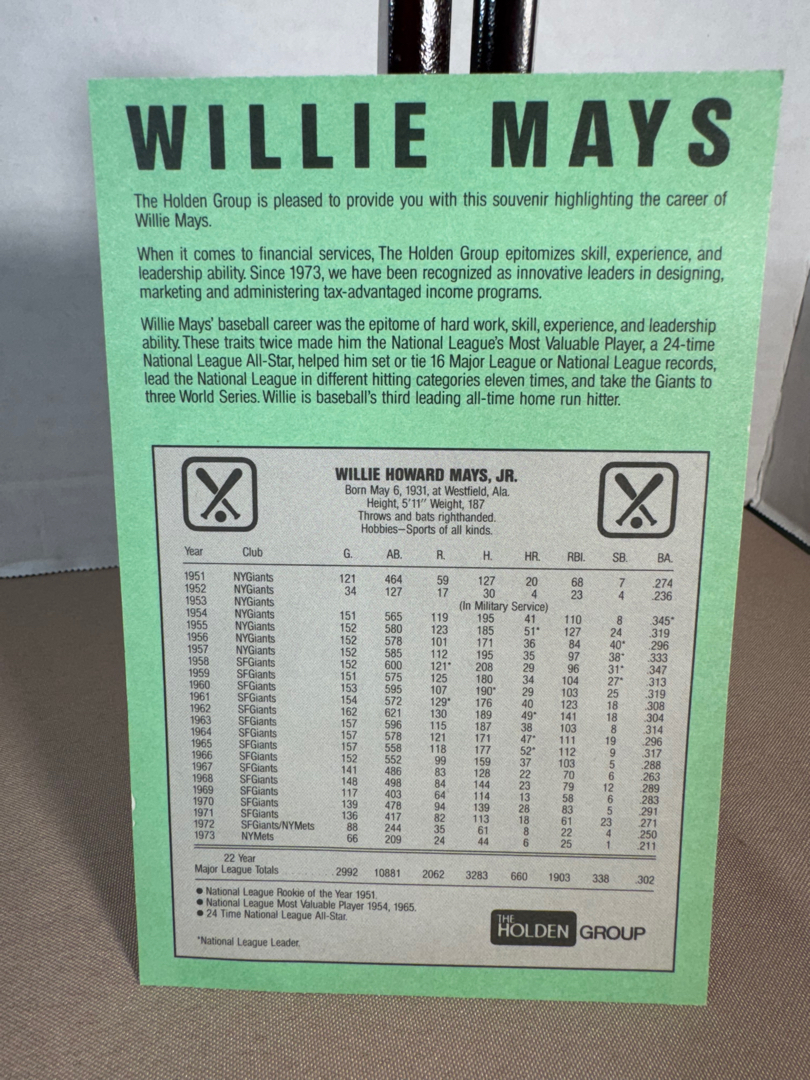 WILLIE MAYS
The Holden Group is pleased to provide you with this souvenir highlighting the career of
Willie Mays.
When it comes to financial services, The Holden Group epitomizes skill, experience, and
leadership ability. Since 1973, we have been recognized as innovative leaders in designing,
marketing and administering tax-advantaged income programs.
Willie Mays' baseball career was the epitome of hard work, skill, experience, and leadership
ability. These traits twice made him the National League's Most Valuable Player, a 24-time
National League All-Star, helped him set or tie 16 Major League or National League records,
lead the National League in different hitting categories eleven times, and take the Giants to
three World Series. Willie is baseball's third leading all-time home run hitter.
WILLIE HOWARD MAYS, JR.
Born May 6, 1931, at Westfield, Ala.
Height, 5'11" Weight, 187
Throws and bats righthanded.
Hobbies—Sports of all kinds.
Year Club G. AB. R. H. HR. RBI. SB. BA.
1951 NYGiants 121 464 59 127 20 68 7 .274
1952 NYGiants 34 127 17 30 4 23 4 .236
1953 NYGiants (In Military Service)
1954 NYGiants 151 565 119 195 41 110 8 .345*
1955 NYGiants 152 580 123 185 51* 127 24 .319
1956 NYGiants 152 578 101 171 36 84 40* .296
1957 NYGiants 152 585 112 195 35 97 38* .333
1958 SFGiants 152 600 121* 208 29 96 31* .347
1959 SFGiants 151 575 125 180 34 104 27* .313
1960 SFGiants 153 595 107 190* 29 103 25 .319
1961 SFGiants 154 572 129* 176 40 123 18 .308
1962 SFGiants 162 621 130 189 49* 141 18 .304
1963 SFGiants 157 596 115 187 38 103 8 .314
1964 SFGiants 157 578 121 171 47* 111 19 .296
1965 SFGiants 157 558 118 177 52* 112 9 .317
1966 SFGiants 152 552 99 159 37 103 5 .288
1967 SFGiants 141 486 83 128 22 70 6 .263
1968 SFGiants 148 498 84 144 23 79 12 .289
1969 SFGiants 117 403 64 114 13 58 6 .283
1970 SFGiants 139 478 94 139 28 83 5 .291
1971 SFGiants 136 417 82 113 18 61 23 .271
1972 SFGiants/NYMets 88 244 35 61 8 22 4 .250
1973 NYMets 66 209 24 44 6 25 1 .211
22 Year
Major League Totals 2992 10881 2062 3283 660 1903 338 .302
● National League Rookie of the Year 1951.
● National League Most Valuable Player 1954, 1965.
● 24 Time National League All-Star.
*National League Leader.
THE HOLDEN GROUP